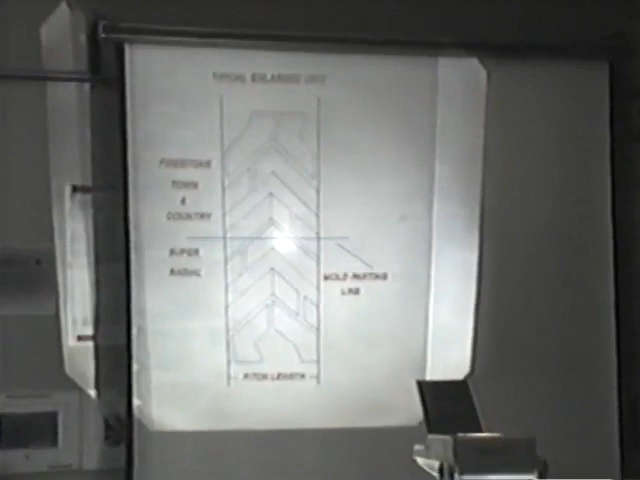 TYPICAL ENLARGED UNIT
FIRESTONE
TOWN
&
COUNTRY
SUPER
RADIAL
MOLD PARTING
LINE
PITCH LENGTH